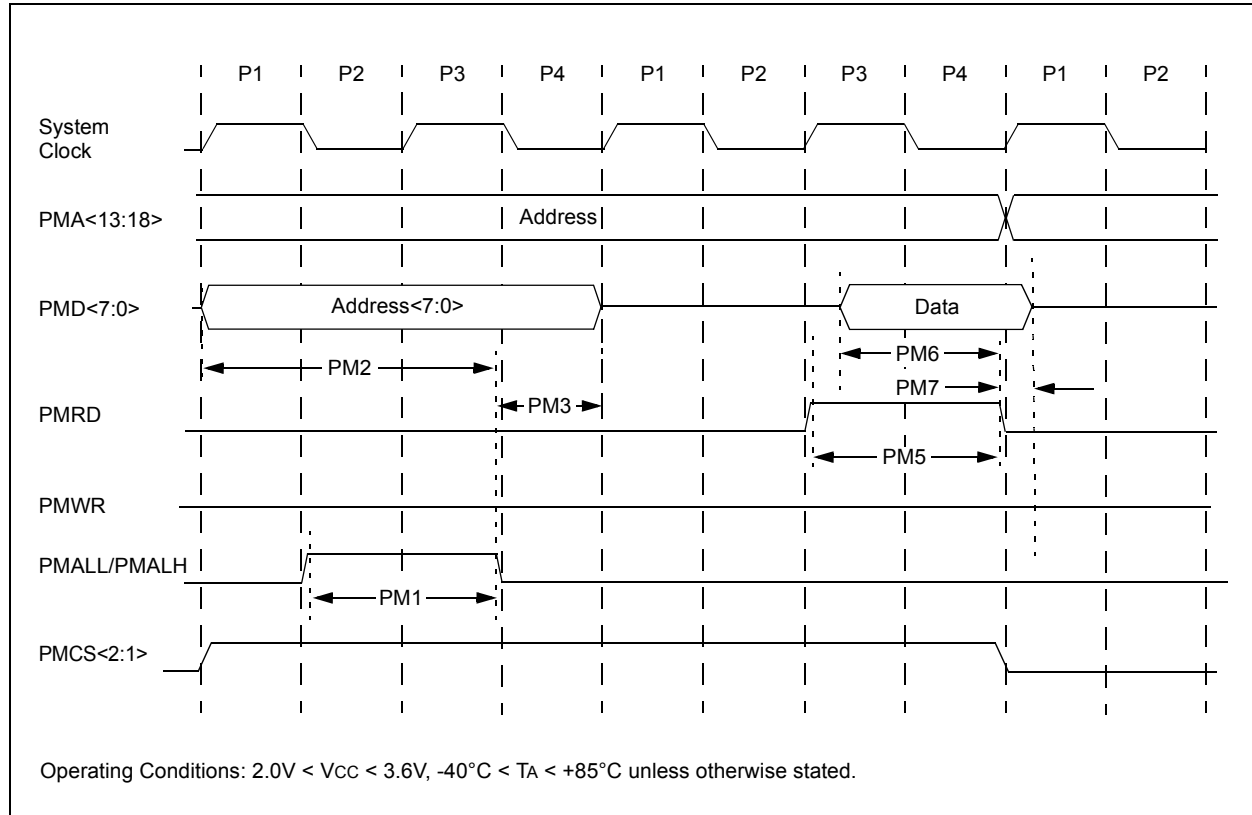 P1 P2 P3 P4 P1 P2 P3 P4 P1 P2
System
Clock
PMA<13:18>
Address
PMD<7:0>
Address<7:0>
Data
PM2
PM6
PM7
PMRD
PM3
PM5
PMWR
PMALL/PMALH
PM1
PMCS<2:1>
Operating Conditions: 2.0V < VCC < 3.6V, -40°C < TA < +85°C unless otherwise stated.